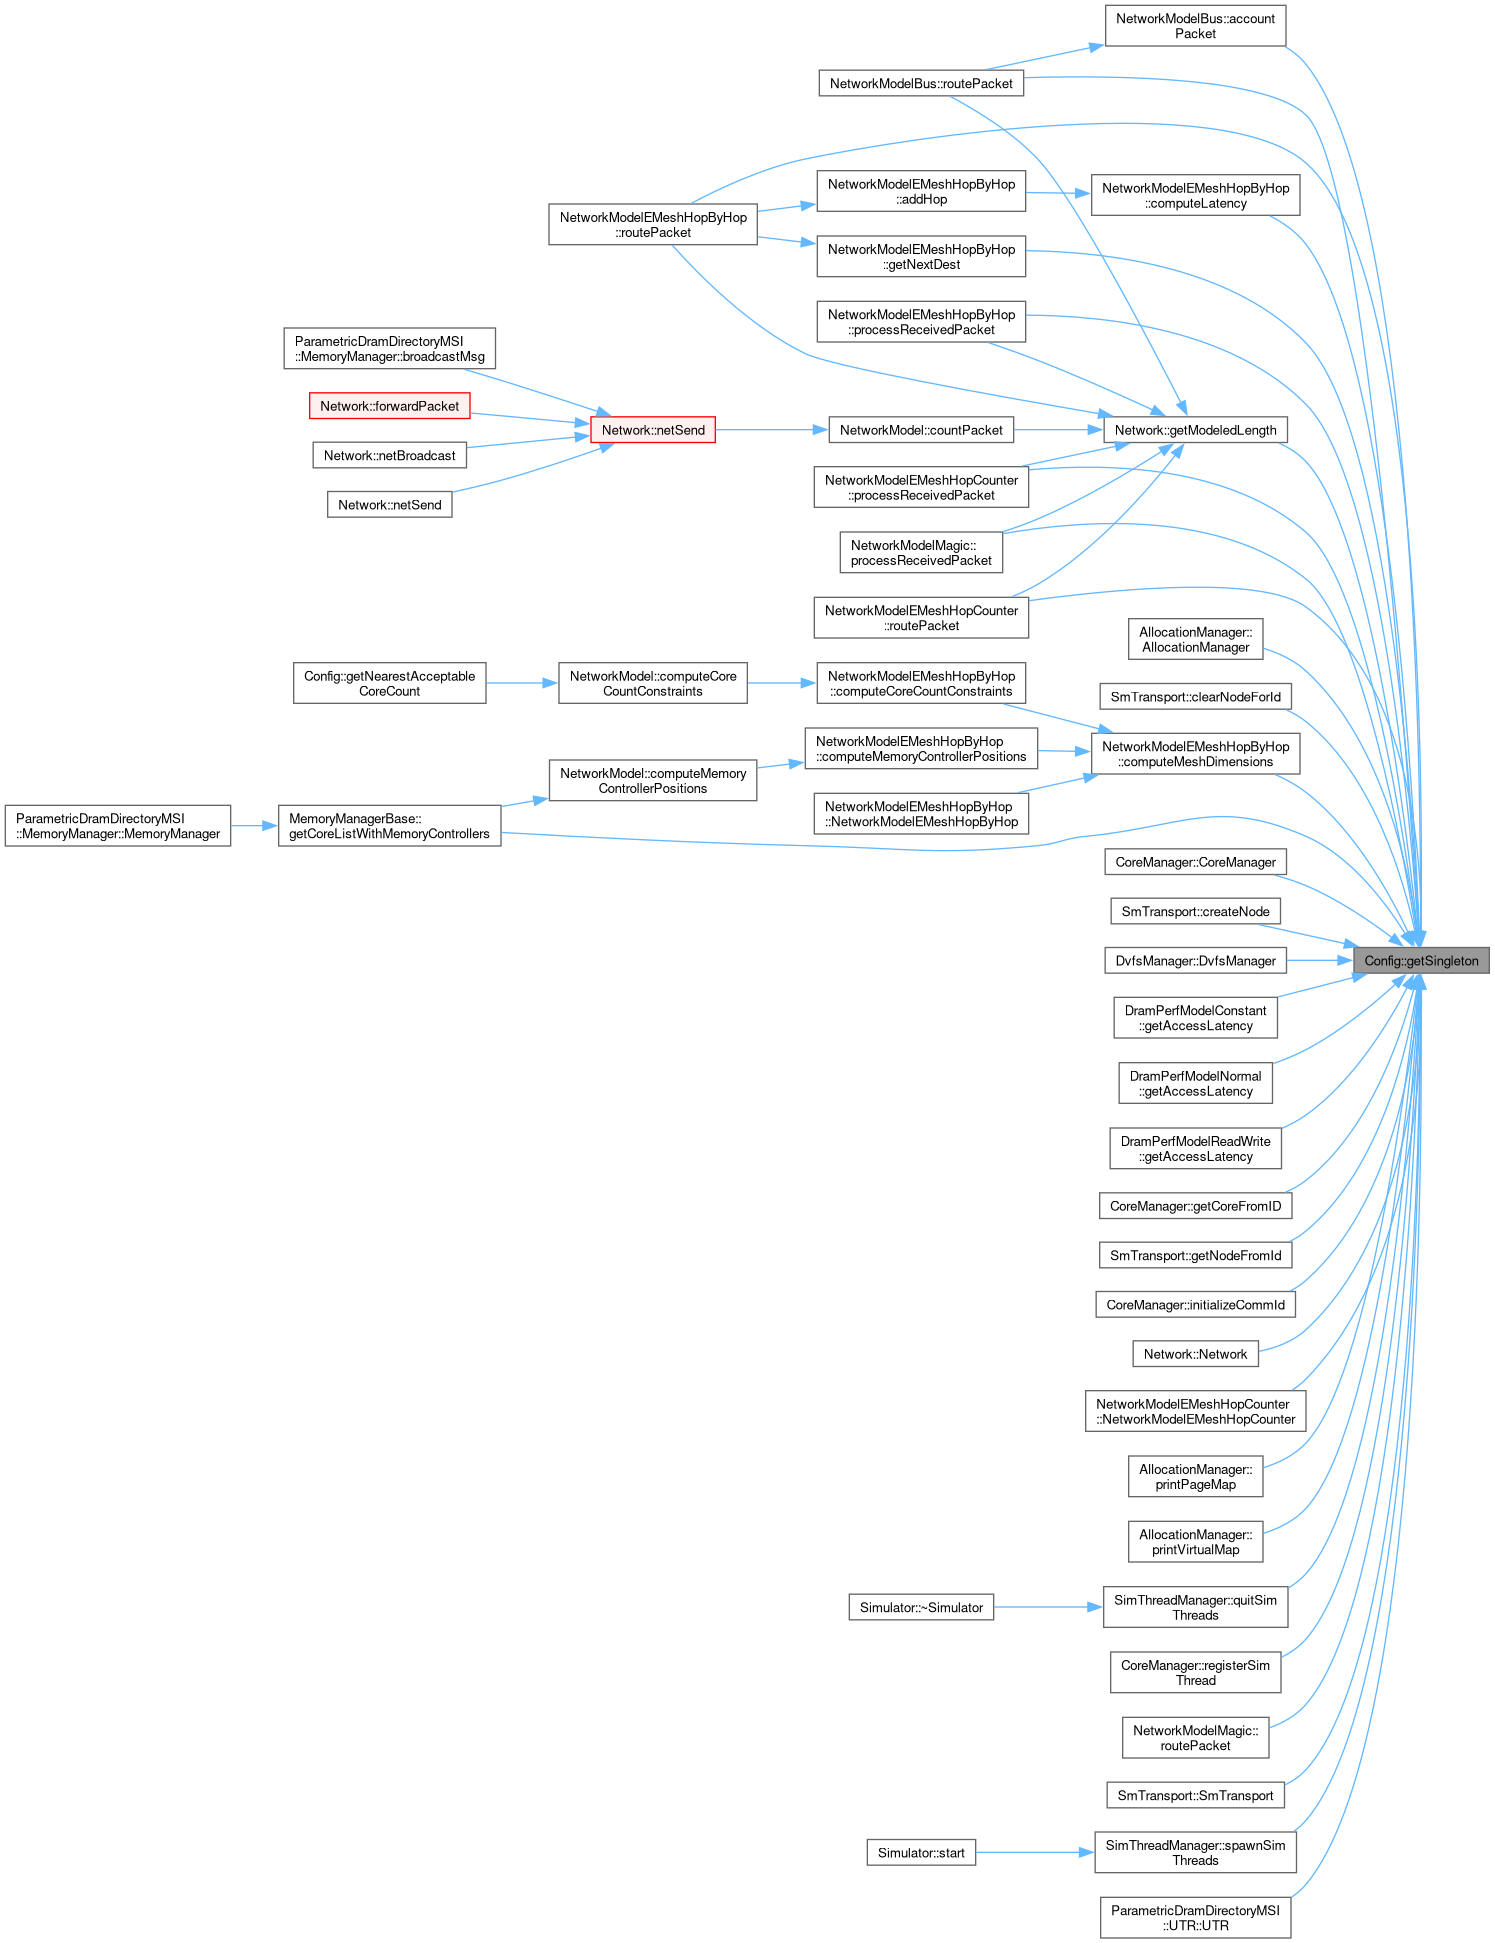 NetworkModelBus::account
Packet
NetworkModelBus::routePacket
NetworkModelEMeshHopByHop
::addHop
NetworkModelEMeshHopByHop
::computeLatency
NetworkModelEMeshHopByHop
::routePacket
NetworkModelEMeshHopByHop
::getNextDest
NetworkModelEMeshHopByHop
::processReceivedPacket
ParametricDramDirectoryMSI
::MemoryManager::broadcastMsg
Network::forwardPacket
Network::netSend
NetworkModel::countPacket
Network::getModeledLength
Network::netBroadcast
NetworkModelEMeshHopCounter
::processReceivedPacket
Network::netSend
NetworkModelMagic::
processReceivedPacket
NetworkModelEMeshHopCounter
::routePacket
AllocationManager::
AllocationManager
Config::getNearestAcceptable
CoreCount
NetworkModel::computeCore
CountConstraints
NetworkModelEMeshHopByHop
::computeCoreCountConstraints
SmTransport::clearNodeForId
NetworkModelEMeshHopByHop
::computeMemoryControllerPositions
NetworkModelEMeshHopByHop
::computeMeshDimensions
NetworkModel::computeMemory
ControllerPositions
NetworkModelEMeshHopByHop
::NetworkModelEMeshHopByHop
ParametricDramDirectoryMSI
::MemoryManager::MemoryManager
MemoryManagerBase::
getCoreListWithMemoryControllers
CoreManager::CoreManager
SmTransport::createNode
DvfsManager::DvfsManager
Config::getSingleton
DramPerfModelConstant
::getAccessLatency
DramPerfModelNormal
::getAccessLatency
DramPerfModelReadWrite
::getAccessLatency
CoreManager::getCoreFromID
SmTransport::getNodeFromId
CoreManager::initializeCommId
Network::Network
NetworkModelEMeshHopCounter
::NetworkModelEMeshHopCounter
AllocationManager::
printPageMap
AllocationManager::
printVirtualMap
Simulator::~Simulator
SimThreadManager::quitSim
Threads
CoreManager::registerSim
Thread
NetworkModelMagic::
routePacket
SmTransport::SmTransport
Simulator::start
SimThreadManager::spawnSim
Threads
ParametricDramDirectoryMSI
::UTR::UTR